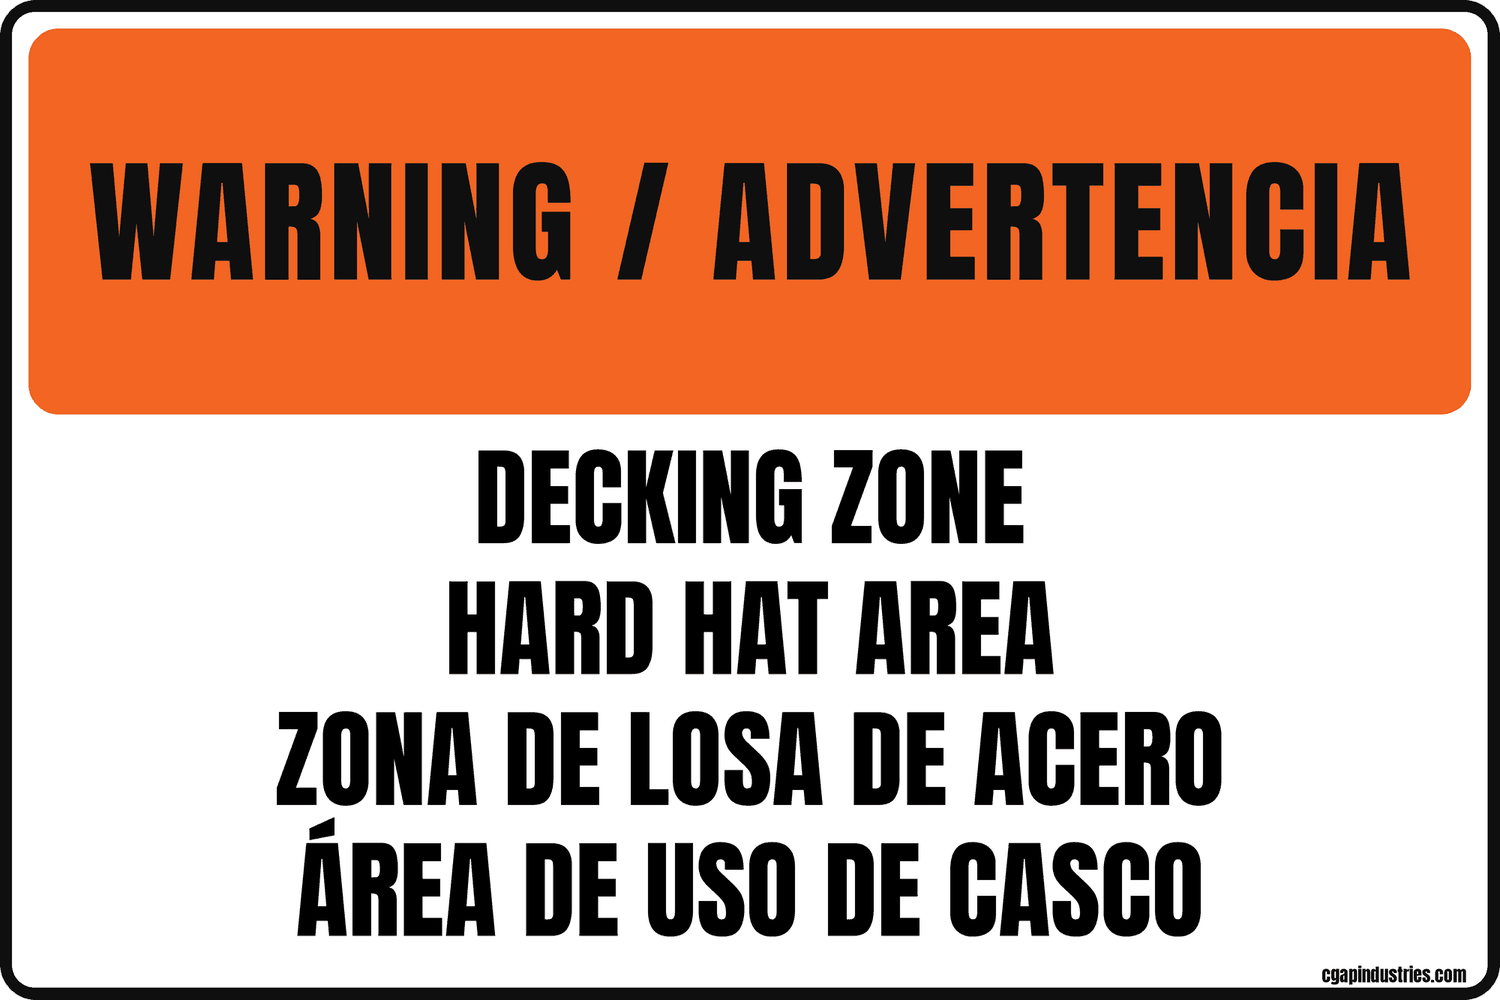 WARNING / ADVERTENCIA
DECKING ZONE
HARD HAT AREA
ZONA DE LOSA DE ACERO
ÁREA DE USO DE CASCO
cgapindustries.com